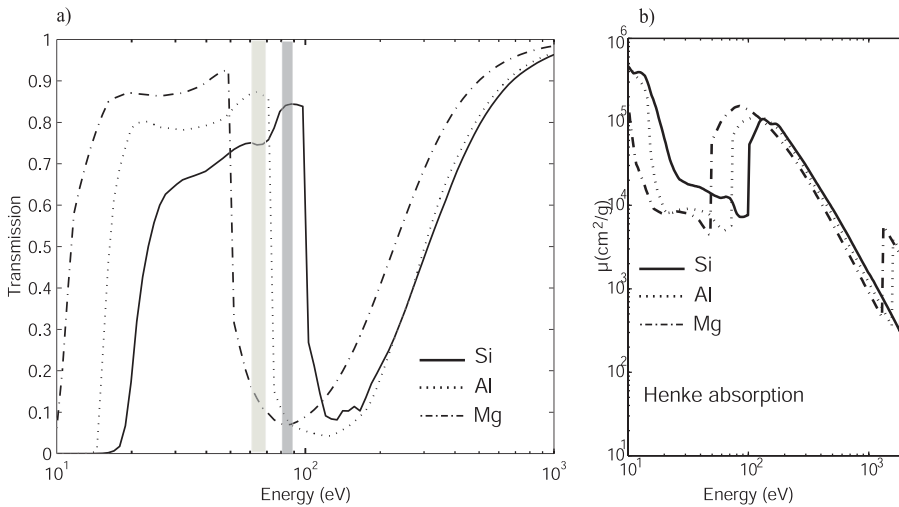 a)
1
0.9
0.8
0.7
0.6
0.5
0.4
0.3
0.2
0.1
0
Transmission
10^1
10^2
10^3
Energy (eV)
Si
Al
Mg
b)
10^6
10^5
10^4
10^3
10^2
10^1
μ(cm^2/g)
Si
Al
Mg
Henke absorption
10^1
10^2
10^3
Energy (eV)